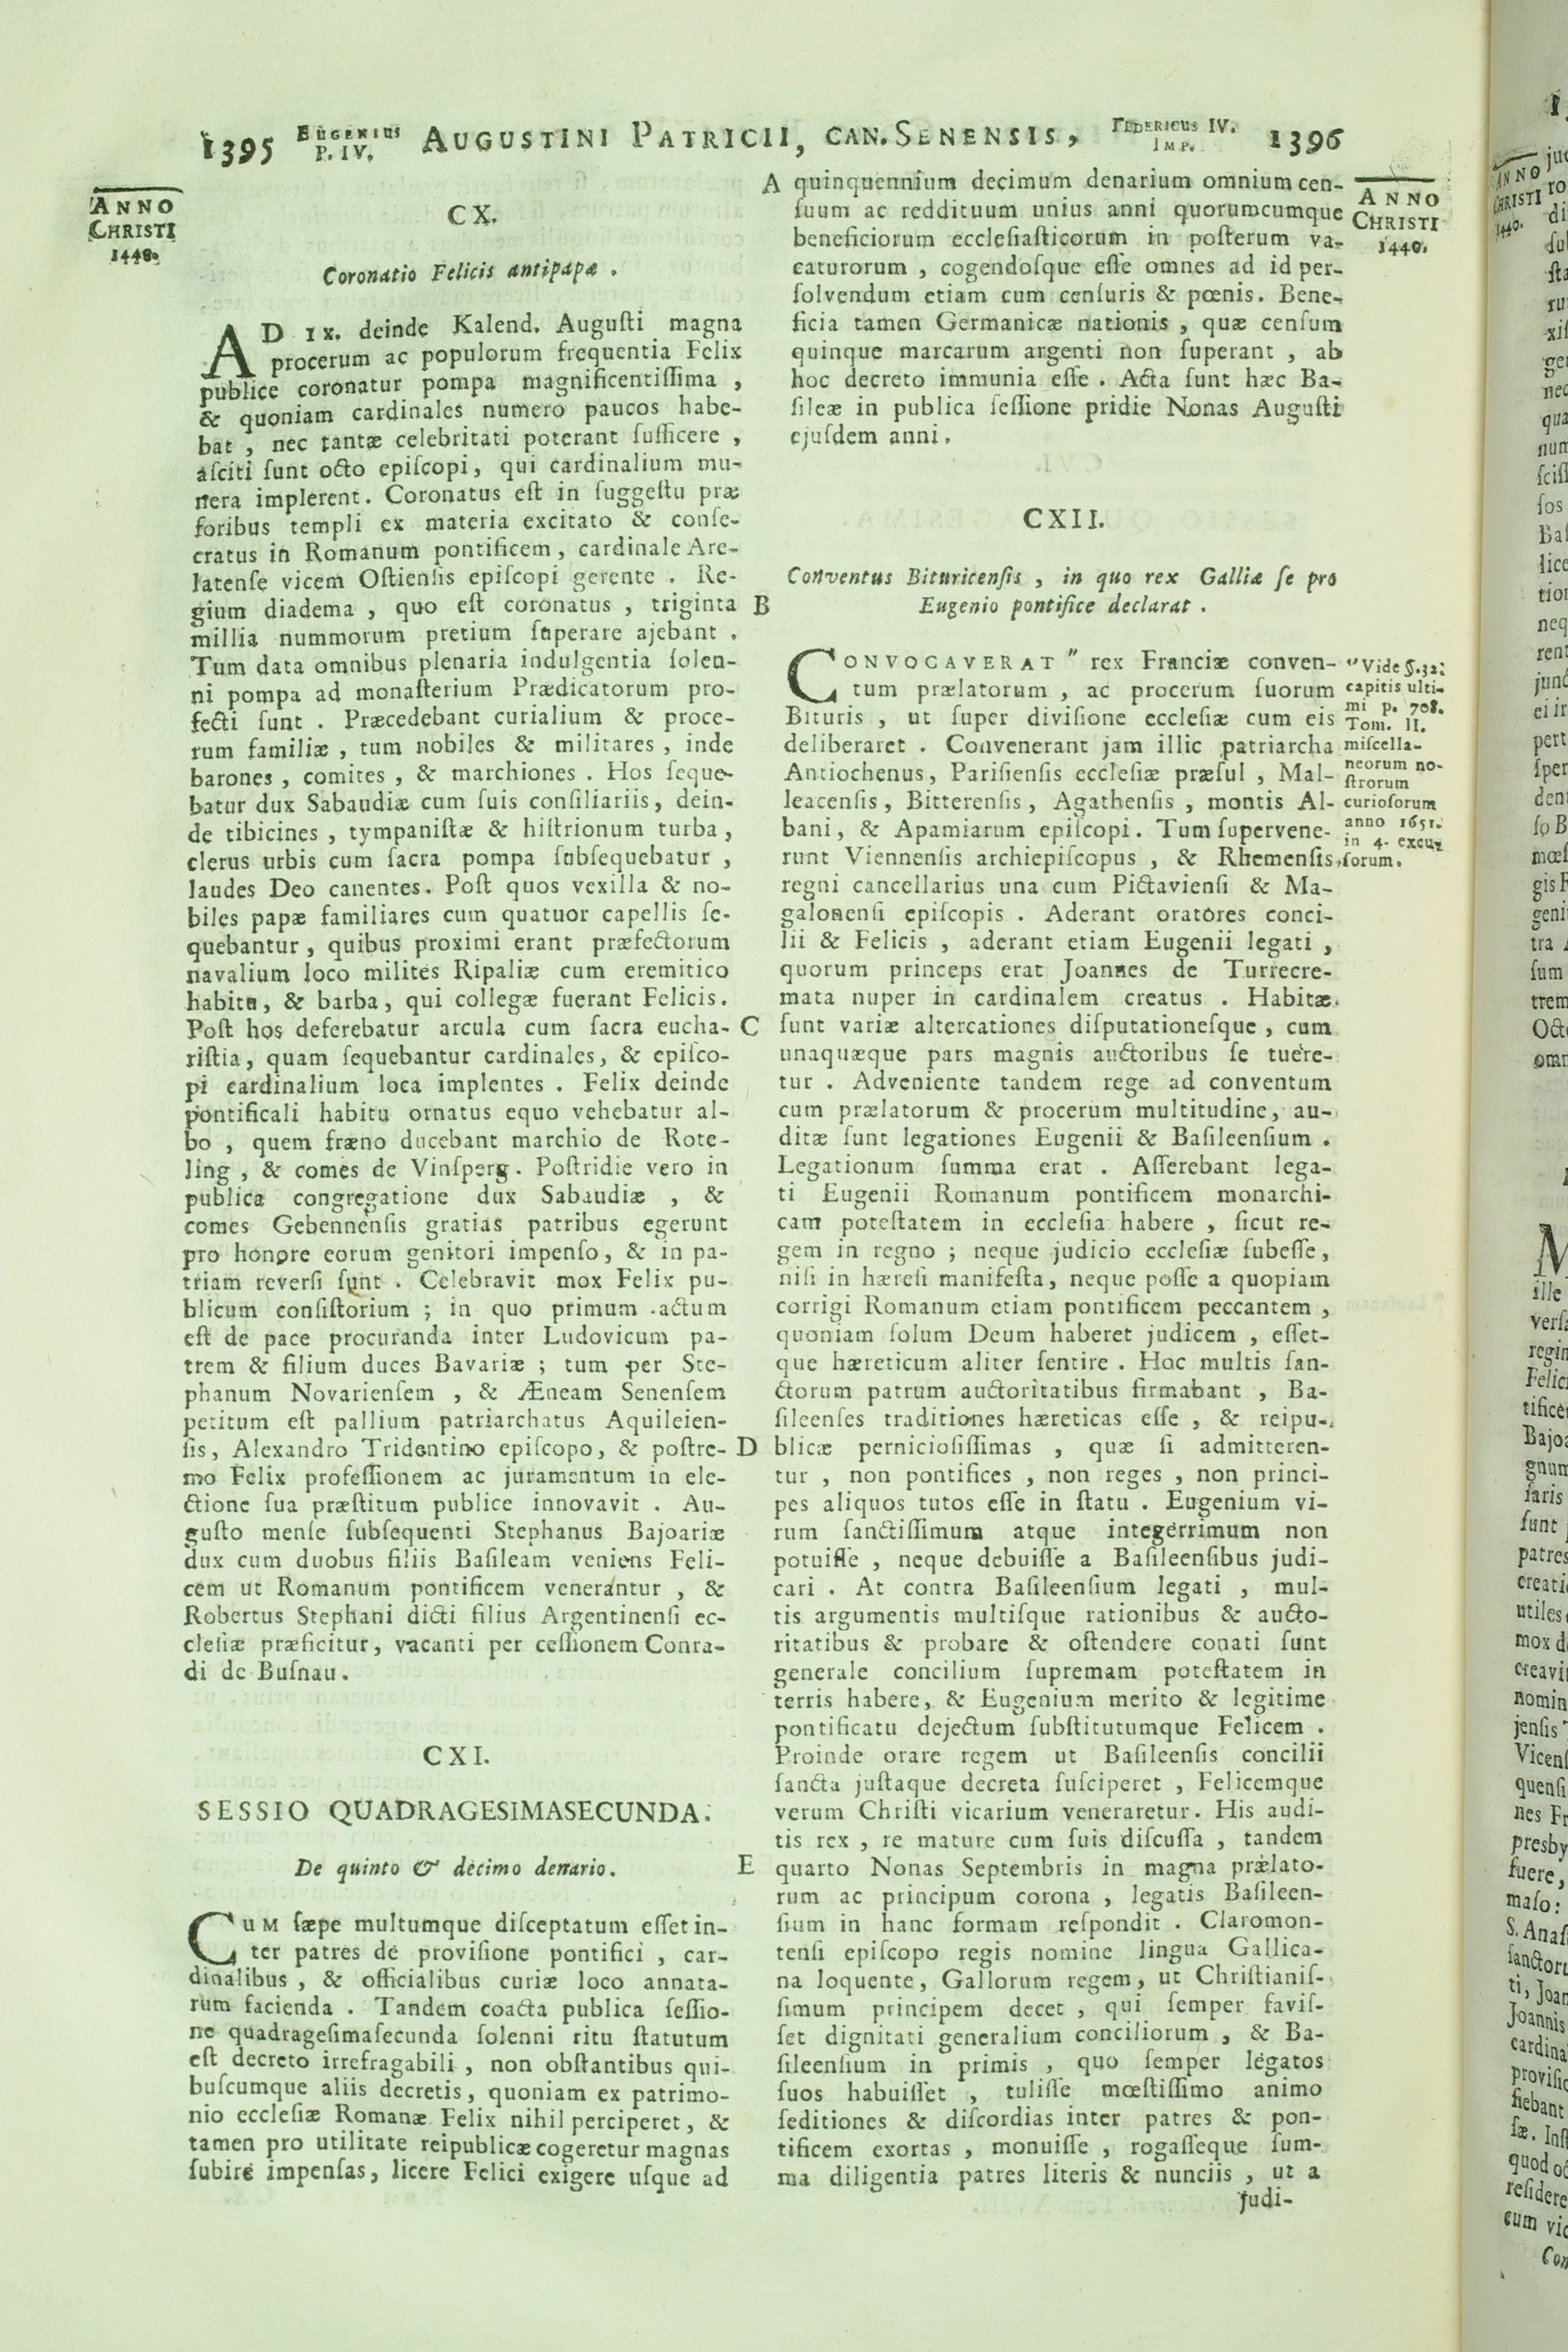 1395 EUGENIUS P. IV. AUGUSTINI PATRICII, CAN. SENENSIS, FEDERICUS IV. IMP. 1396
ANNO
CHRISTI
1440.
CX.
Coronatio Felicis antipapæ .
AD IX. deinde Kalend. Auguſti magna
procerum ac populorum frequentia Felix
publice coronatur pompa magnificentiſſima ,
& quoniam cardinales numero paucos habe-
bat , nec tantæ celebritati poterant ſufficere ,
aſciti ſunt octo epiſcopi, qui cardinalium mu-
nera implerent. Coronatus eſt in ſuggeſtu præ
foribus templi ex materia excitato & conſe-
cratus in Romanum pontificem, cardinale Are-
latenſe vicem Oſtienſis epiſcopi gerente . Re-
gium diadema , quo eſt coronatus , triginta
millia nummorum pretium ſuperare ajebant .
Tum data omnibus plenaria indulgentia ſolen-
ni pompa ad monaſterium Prædicatorum pro-
fecti ſunt . Præcedebant curialium & proce-
rum familiæ , tum nobiles & militares , inde
barones , comites , & marchiones . Hos ſeque-
batur dux Sabaudiæ cum ſuis conſiliariis, dein-
de tibicines , tympaniſtæ & hiſtrionum turba ,
clerus urbis cum ſacra pompa ſubſequebatur ,
laudes Deo canentes. Poſt quos vexilla & no-
biles papæ familiares cum quatuor capellis ſe-
quebantur, quibus proximi erant præfectorum
navalium loco milites Ripaliæ cum eremitico
habitu, & barba, qui collegæ fuerant Felicis.
Poſt hos deferebatur arcula cum ſacra eucha-
riſtia, quam ſequebantur cardinales, & epiſco-
pi cardinalium loca implentes . Felix deinde
pontificali habitu ornatus equo vehebatur al-
bo , quem fræno ducebant marchio de Rote-
ling , & comes de Vinſperg. Poſtridie vero in
publica congregatione dux Sabaudiæ , &
comes Gebennenſis gratias patribus egerunt
pro honore eorum genitori impenſo, & in pa-
triam reverſi ſunt . Celebravit mox Felix pu-
blicum conſiſtorium ; in quo primum actum
eſt de pace procuranda inter Ludovicum pa-
trem & filium duces Bavariæ ; tum per Ste-
phanum Novarienſem , & Æneam Senenſem
petitum eſt pallium patriarchatus Aquileien-
ſis, Alexandro Tridentino epiſcopo, & poſtre-
mo Felix profeſſionem ac juramentum in ele-
ctione ſua præſtitum publice innovavit . Au-
guſto menſe ſubſequenti Stephanus Bajoariæ
dux cum duobus filiis Baſileam veniens Feli-
cem ut Romanum pontificem venerantur , &
Robertus Stephani dicti filius Argentinenſi ec-
cleſiæ præficitur, vacanti per ceſſionem Conra-
di de Buſnau.
CXI.
SESSIO QUADRAGESIMASECUNDA.
De quinto & decimo denario.
CUM ſæpe multumque diſceptatum eſſet in-
ter patres de proviſione pontifici , car-
dinalibus , & officialibus curiæ loco annata-
rum facienda . Tandem coacta publica ſeſſio-
ne quadrageſimaſecunda ſolenni ritu ſtatutum
eſt decreto irrefragabili , non obſtantibus qui-
buſcumque aliis decretis, quoniam ex patrimo-
nio eccleſiæ Romanæ Felix nihil perciperet, &
tamen pro utilitate reipublicæ cogeretur magnas
ſubire impenſas, licere Felici exigere uſque ad
A
B
C
D
E
quinquennium decimum denarium omnium cen-
ſuum ac reddituum unius anni quorumcumque
beneficiorum eccleſiaſticorum in poſterum va-
caturorum , cogendoſque eſſe omnes ad id per-
ſolvendum etiam cum cenſuris & pœnis. Bene-
ficia tamen Germanicæ nationis , quæ cenſum
quinque marcarum argenti non ſuperant , ab
hoc decreto immunia eſſe . Acta ſunt hæc Ba-
ſileæ in publica ſeſſione pridie Nonas Auguſti
ejuſdem anni.
CXII.
Conventus Bituricenſis , in quo rex Galliæ ſe pro
Eugenio pontifice declarat .
CONVOCAVERAT " rex Franciæ conven-
tum prælatorum , ac procerum ſuorum
Bituris , ut ſuper diviſione eccleſiæ cum eis
deliberaret . Convenerant jam illic patriarcha
Antiochenus, Pariſienſis eccleſiæ præſul , Mal-
leacenſis, Bitterenſis, Agathenſis , montis Al-
bani, & Apamiarum epiſcopi. Tum ſupervene-
runt Viennenſis archiepiſcopus , & Rhemenſis,
regni cancellarius una cum Pictavienſi & Ma-
galonenſi epiſcopis . Aderant oratores conci-
lii & Felicis , aderant etiam Eugenii legati ,
quorum princeps erat Joannes de Turrecre-
mata nuper in cardinalem creatus . Habitæ
ſunt variæ altercationes diſputationeſque , cum
unaquæque pars magnis auctoribus ſe tuere-
tur . Adveniente tandem rege ad conventum
cum prælatorum & procerum multitudine, au-
ditæ ſunt legationes Eugenii & Baſileenſium .
Legationum ſumma erat . Aſſerebant lega-
ti Eugenii Romanum pontificem monarchi-
cam poteſtatem in eccleſia habere , ſicut re-
gem in regno ; neque judicio eccleſiæ ſubeſſe,
niſi in hæreſi manifeſta, neque poſſe a quopiam
corrigi Romanum etiam pontificem peccantem ,
quoniam ſolum Deum haberet judicem , eſſet-
que hæreticum aliter ſentire . Hoc multis ſan-
ctorum patrum auctoritatibus firmabant , Ba-
ſileenſes traditiones hæreticas eſſe , & reipu-
blicæ pernicioſiſſimas , quæ ſi admitteren-
tur , non pontifices , non reges , non princi-
pes aliquos tutos eſſe in ſtatu . Eugenium vi-
rum ſanctiſſimum atque integerrimum non
potuiſſe , neque debuiſſe a Baſileenſibus judi-
cari . At contra Baſileenſium legati , mul-
tis argumentis multiſque rationibus & aucto-
ritatibus & probare & oſtendere conati ſunt
generale concilium ſupremam poteſtatem in
terris habere, & Eugenium merito & legitime
pontificatu dejectum ſubſtitutumque Felicem .
Proinde orare regem ut Baſileenſis concilii
ſancta juſtaque decreta ſuſciperet , Felicemque
verum Chriſti vicarium veneraretur. His audi-
tis rex , re mature cum ſuis diſcuſſa , tandem
quarto Nonas Septembris in magna prælato-
rum ac principum corona , legatis Baſileen-
ſium in hanc formam reſpondit . Claromon-
tenſi epiſcopo regis nomine lingua Gallica-
na loquente, Gallorum regem, ut Chriſtianiſ-
ſimum principem decet , qui ſemper faviſ-
ſet dignitati generalium conciliorum , & Ba-
ſileenſium in primis , quo ſemper legatos
ſuos habuiſſet , tuliſſe mœſtiſſimo animo
ſeditiones & diſcordias inter patres & pon-
tificem exortas , monuiſſe , rogaſſeque ſum-
ma diligentia patres literis & nunciis , ut a
judi-
ANNO
CHRISTI
1440.
" Vide §. 32.
capitis ulti-
mi p. 708.
Tom. II.
miſcella-
neorum no-
ſtrorum
curioſorum
anno 1651.
in 4. excu-
ſorum.